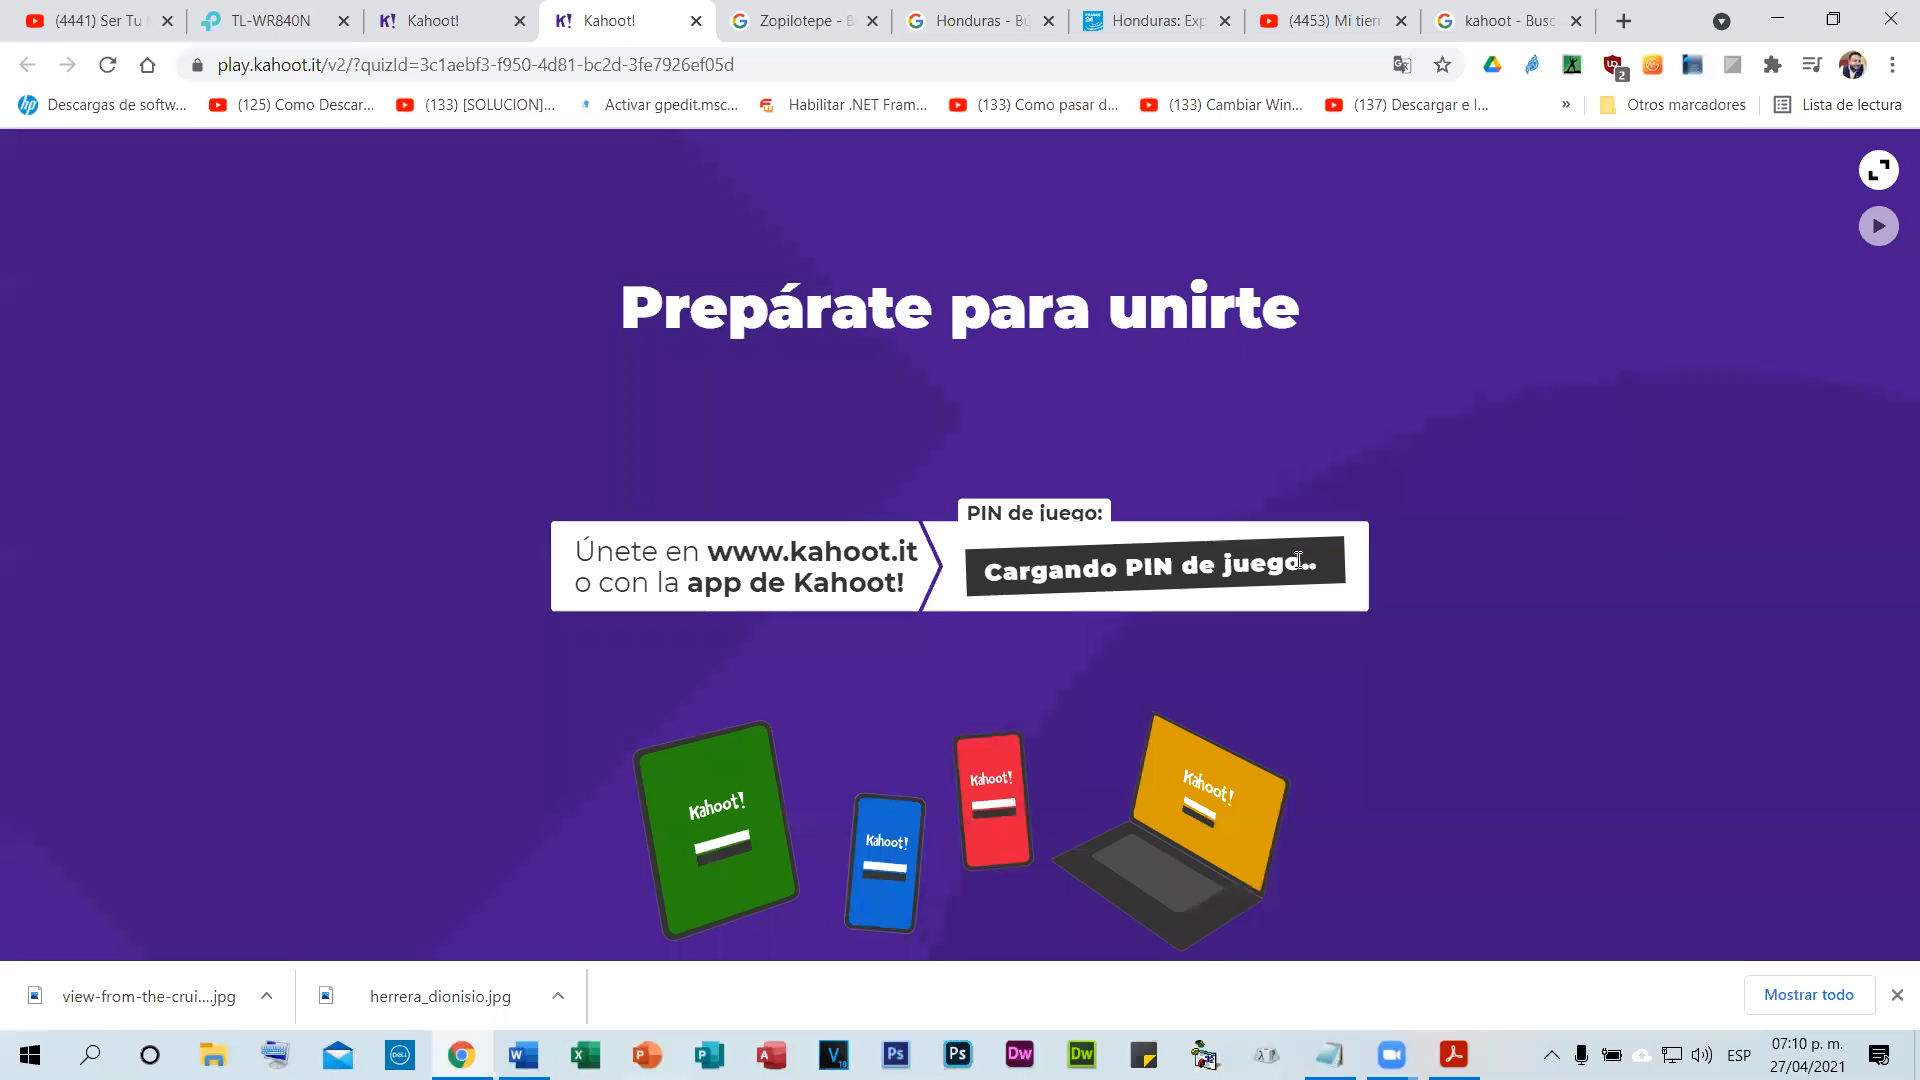 (4441) Ser Tu
TL-WR840N
Kahoot!
Kahoot!
Zopilotepe - B
Honduras - Bú
Honduras: Exp
(4453) Mi tierr
kahoot - Busc
play.kahoot.it/v2/?quizId=3c1aebf3-f950-4d81-bc2d-3fe7926ef05d
2
Descargas de softw...
(125) Como Descar...
(133) [SOLUCION]...
Activar gpedit.msc...
Habilitar .NET Fram...
(133) Como pasar d...
(133) Cambiar Win...
(137) Descargar e I...
»
Otros marcadores
Lista de lectura
Prepárate para unirte
PIN de juego:
Únete en www.kahoot.it
o con la app de Kahoot!
Cargando PIN de juego...
Kahoot!
Kahoot!
Kahoot!
Kahoot!
view-from-the-crui....jpg
herrera_dionisio.jpg
Mostrar todo
ESP
07:10 p. m.
27/04/2021